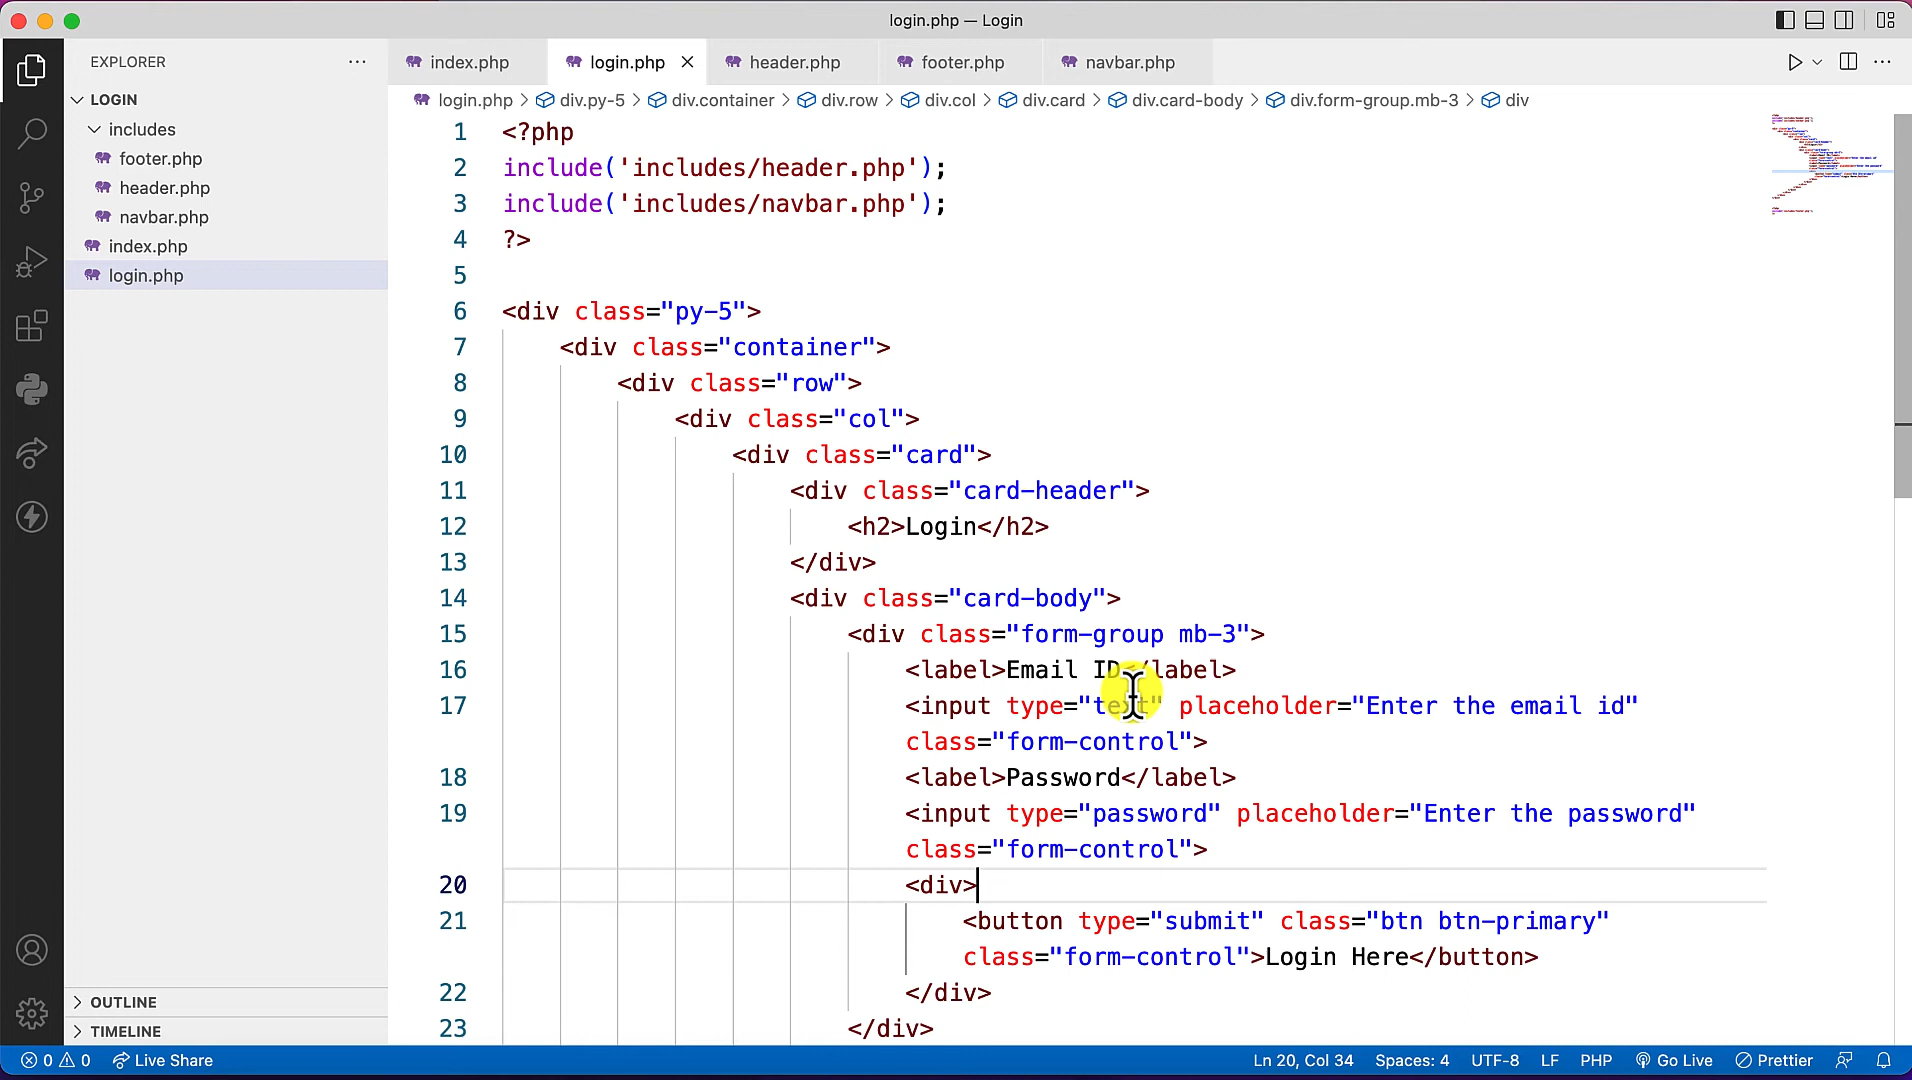 login.php — Login
EXPLORER
LOGIN
includes
footer.php
header.php
navbar.php
index.php
login.php
OUTLINE
TIMELINE
index.php
login.php
header.php
footer.php
navbar.php
login.php > div.py-5 > div.container > div.row > div.col > div.card > div.card-body > div.form-group.mb-3 > div
1 <?php
2 include('includes/header.php');
3 include('includes/navbar.php');
4 ?>
5
6 <div class="py-5">
7 <div class="container">
8 <div class="row">
9 <div class="col">
10 <div class="card">
11 <div class="card-header">
12 <h2>Login</h2>
13 </div>
14 <div class="card-body">
15 <div class="form-group mb-3">
16 <label>Email ID</label>
17 <input type="text" placeholder="Enter the email id"
class="form-control">
18 <label>Password</label>
19 <input type="password" placeholder="Enter the password"
class="form-control">
20 <div>
21 <button type="submit" class="btn btn-primary"
class="form-control">Login Here</button>
22 </div>
23 </div>
0 0 Live Share
Ln 20, Col 34 Spaces: 4 UTF-8 LF PHP Go Live Prettier